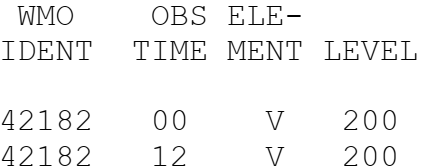 WMO OBS ELE-
IDENT TIME MENT LEVEL
42182 00 V 200
42182 12 V 200